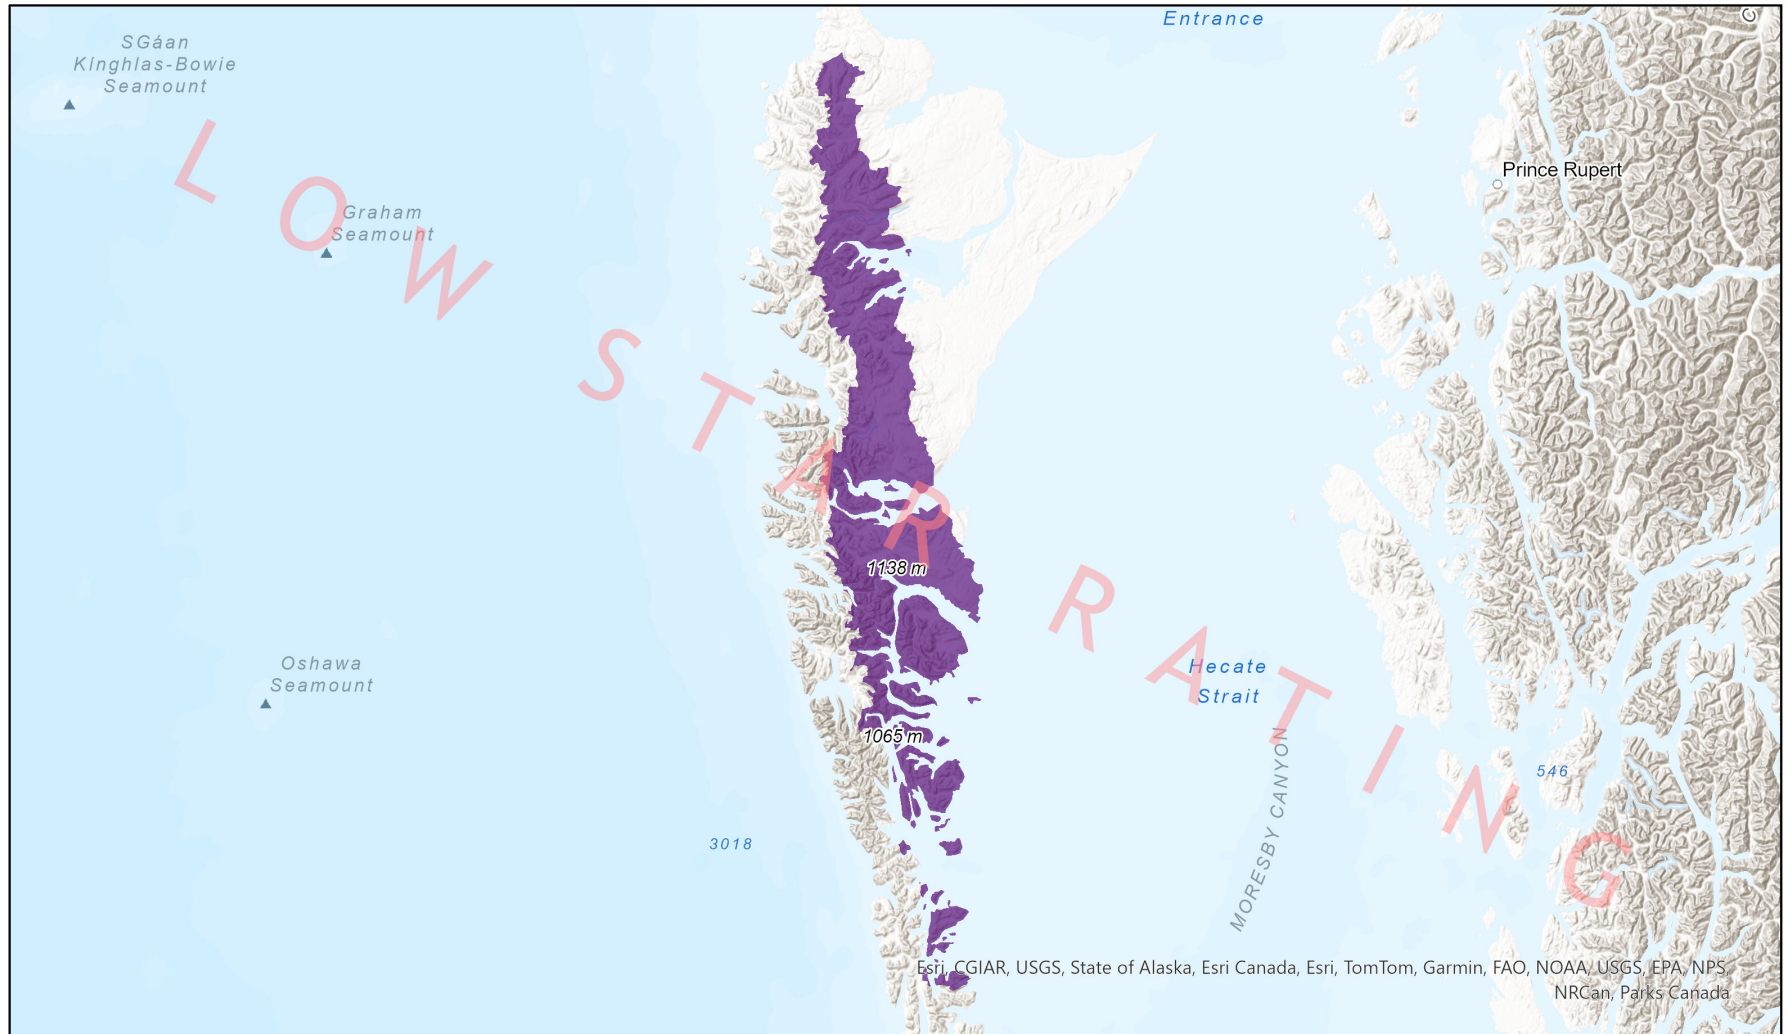 Entrance
SGáan
Kínghlas-Bowie
Seamount
Prince Rupert
Graham
Seamount
LOW STAR RATING
1138 m
Hecate
Strait
Oshawa
Seamount
1065 m
546
3018
MORESBY CANYON
Esri, CGIAR, USGS, State of Alaska, Esri Canada, Esri, TomTom, Garmin, FAO, NOAA, USGS, EPA, NPS,
NRCan, Parks Canada